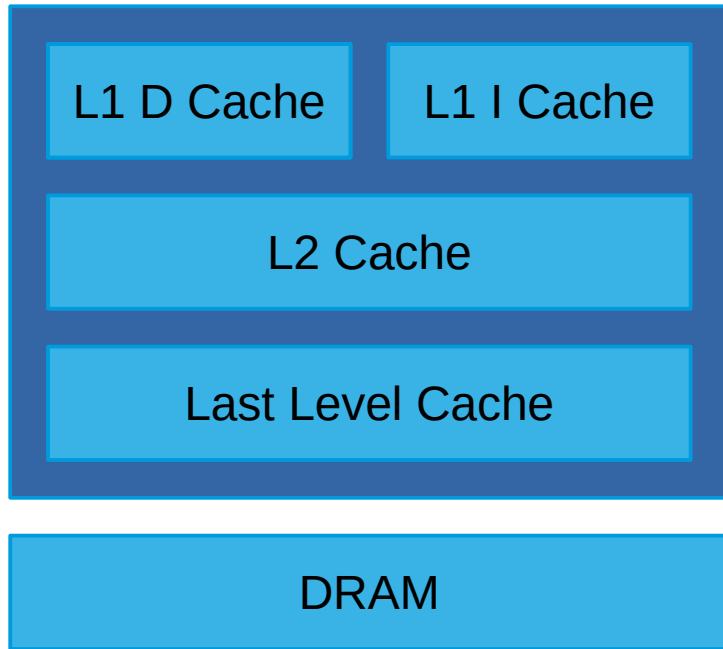 L1 D Cache
L1 I Cache
L2 Cache
Last Level Cache
DRAM